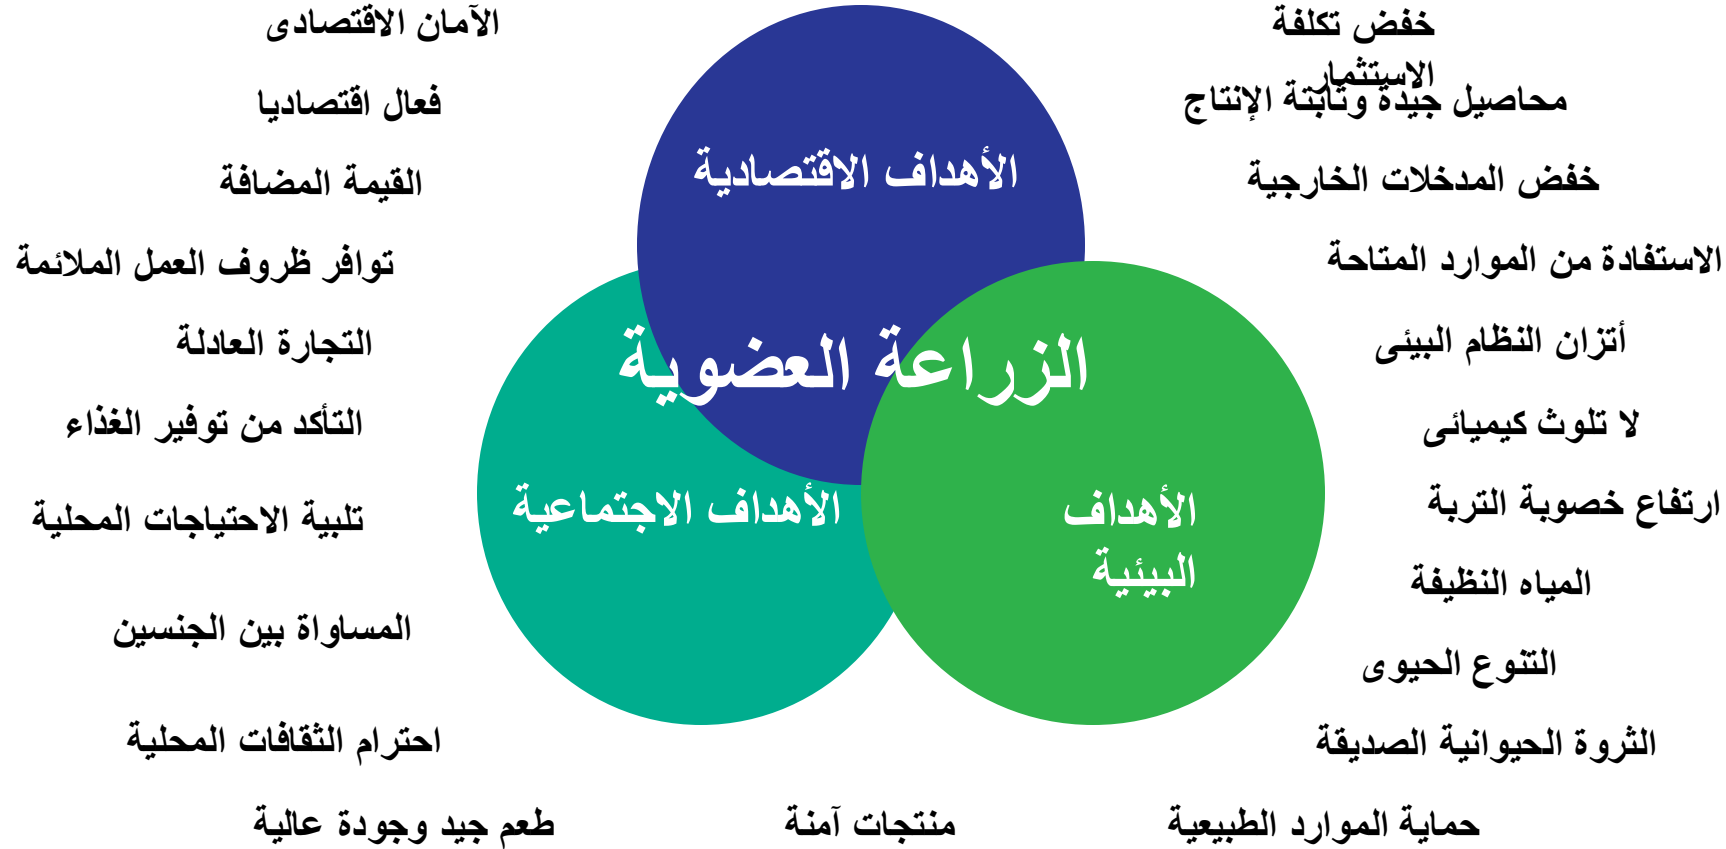 خفض تكلفة
الاستثمار
محاصيل جيدة وثابتة الإنتاج
خفض المدخلات الخارجية
الاستفادة من الموارد المتاحة
أتزان النظام البيئى
لا تلوث كيميائى
ارتفاع خصوبة التربة
المياه النظيفة
التنوع الحيوى
الثروة الحيوانية الصديقة
حماية الموارد الطبيعية
الأهداف الاقتصادية
الزراعة العضوية
الأهداف
البيئية
الأهداف الاجتماعية
منتجات آمنة
الآمان الاقتصادى
فعال اقتصاديا
القيمة المضافة
توافر ظروف العمل الملائمة
التجارة العادلة
التأكد من توفير الغذاء
تلبية الاحتياجات المحلية
المساواة بين الجنسين
احترام الثقافات المحلية
طعم جيد وجودة عالية